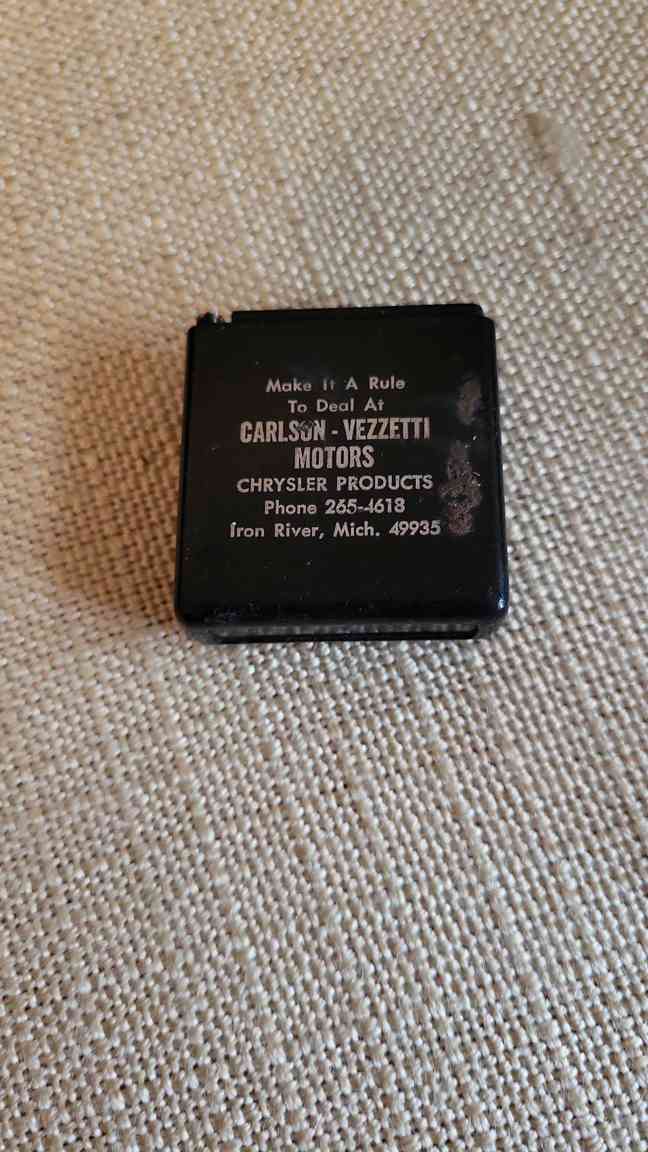 Make It A Rule
To Deal At
CARLSON - VEZZETTI
MOTORS
CHRYSLER PRODUCTS
Phone 265-4618
Iron River, Mich. 49935